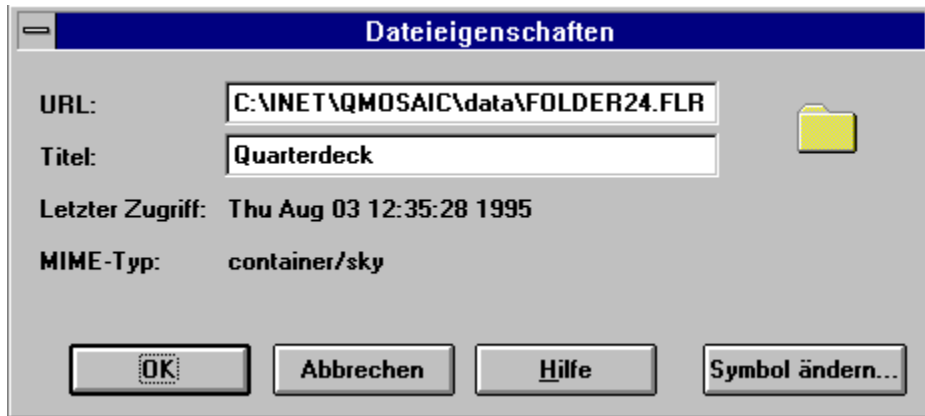 Dateieigenschaften
URL: C:\INET\QMOSAIC\data\FOLDER24.FLR
Titel: Quarterdeck
Letzter Zugriff: Thu Aug 03 12:35:28 1995
MIME-Typ: container/sky
OK Abbrechen Hilfe Symbol ändern...